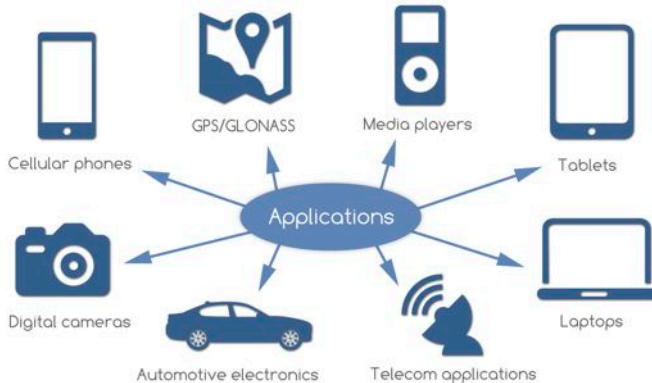 GPS/GLONASS
Media players
Cellular phones
Tablets
Applications
Digital cameras
Laptops
Automotive electronics
Telecom applications